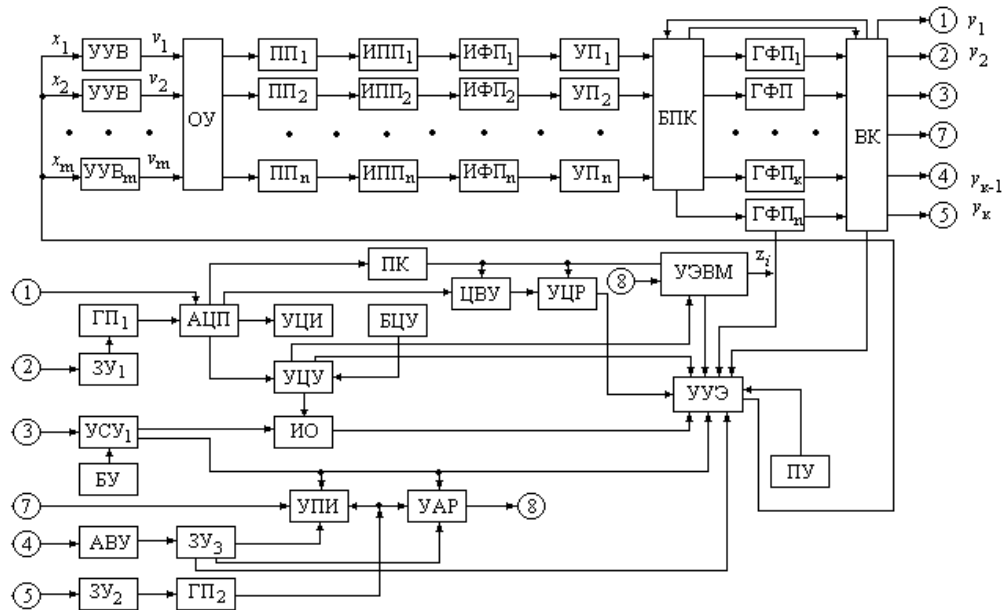 1 y₁
x₁ УУВ v₁ ПП₁ ИПП₁ ИФП₁ УП₁ ГФП₁ 2 y₂
x₂ УУВ v₂ ПП₂ ИПП₂ ИФП₂ УП₂ ГФП 3
ОУ БПК ВК 7
xₘ УУВₘ vₘ ППₙ ИППₙ ИФПₙ УПₙ ГФПₖ 4 yₖ₋₁
ГФПₙ 5 yₖ
ПК УЭВМ zᵢ
1 ЦВУ УЦР 8
ГП₁ АЦП УЦИ БЦУ
2 ЗУ₁ УЦУ УУЭ
3 УСУ₁ ИО
БУ ПУ
7 УПИ УАР 8
4 АВУ ЗУ₃
5 ЗУ₂ ГП₂